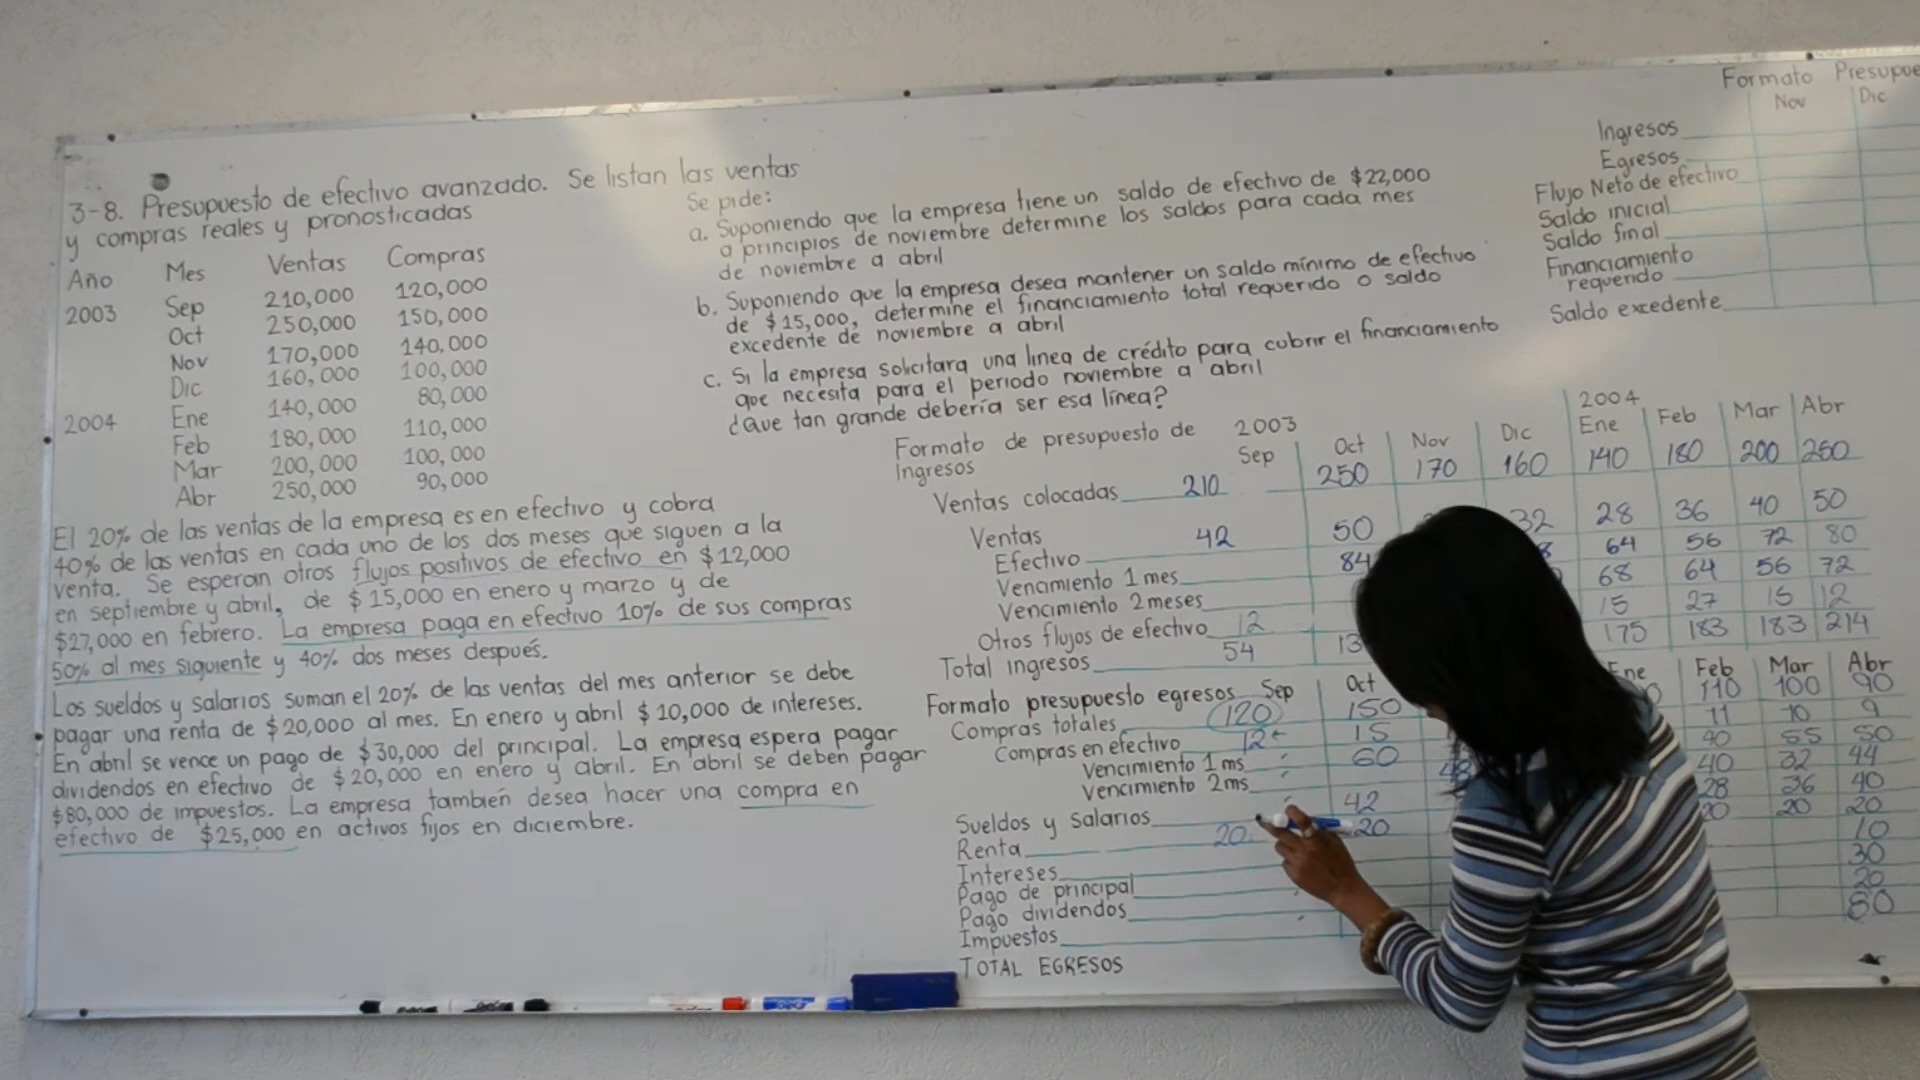 3-8. Presupuesto de efectivo avanzado. Se listan las ventas
y compras reales y pronosticadas
Año Mes Ventas Compras
2003 Sep 210,000 120,000
Oct 250,000 150,000
Nov 170,000 140,000
Dic 160,000 100,000
2004 Ene 140,000 80,000
Feb 180,000 110,000
Mar 200,000 100,000
Abr 250,000 90,000
El 20% de las ventas de la empresa es en efectivo y cobra
40% de las ventas en cada uno de los dos meses que siguen a la
venta. Se esperan otros flujos positivos de efectivo en $12,000
en septiembre y abril, de $15,000 en enero y marzo y de
$27,000 en febrero. La empresa paga en efectivo 10% de sus compras
50% al mes siguiente y 40% dos meses después.
Los sueldos y salarios suman el 20% de las ventas del mes anterior se debe
pagar una renta de $20,000 al mes. En enero y abril $10,000 de intereses.
En abril se vence un pago de $30,000 del principal. La empresa espera pagar
dividendos en efectivo de $20,000 en enero y abril. En abril se deben pagar
$80,000 de impuestos. La empresa también desea hacer una compra en
efectivo de $25,000 en activos fijos en diciembre.
Se pide:
a. Suponiendo que la empresa tiene un saldo de efectivo de $22,000
a principios de noviembre determine los saldos para cada mes
de noviembre a abril
b. Suponiendo que la empresa desea mantener un saldo mínimo de efectivo
de $15,000, determine el financiamiento total requerido o saldo
excedente de noviembre a abril
c. Si la empresa solicitara una linea de crédito para cubrir el financiamiento
que necesita para el periodo noviembre a abril
¿Que tan grande debería ser esa línea?
Formato Presupue
Nov Dic
Ingresos
Egresos
Flujo Neto de efectivo
Saldo inicial
Saldo final
Financiamiento
requerido
Saldo excedente
Formato de presupuesto de 2003 2004
Ingresos Sep Oct Nov Dic Ene Feb Mar Abr
Ventas colocadas 210 250 170 160 140 180 200 250
Ventas
Efectivo 42 50 32 28 36 40 50
Vencimiento 1 mes 84 64 56 72 80
Vencimiento 2 meses 68 64 56 72
Otros flujos de efectivo 12 15 27 15 12
Total ingresos 54 13 175 183 183 214
Formato presupuesto egresos Sep Oct Ene Feb Mar Abr
Compras totales 120 150 110 100 90
Compras en efectivo 12 15 11 10 9
Vencimiento 1 ms 60 40 55 50
Vencimiento 2 ms 48 40 32 44
Sueldos y Salarios 42 28 36 40
Renta 20 20 20 20 20
Intereses 10
Pago de principal 30
Pago dividendos 20
Impuestos 80
TOTAL EGRESOS